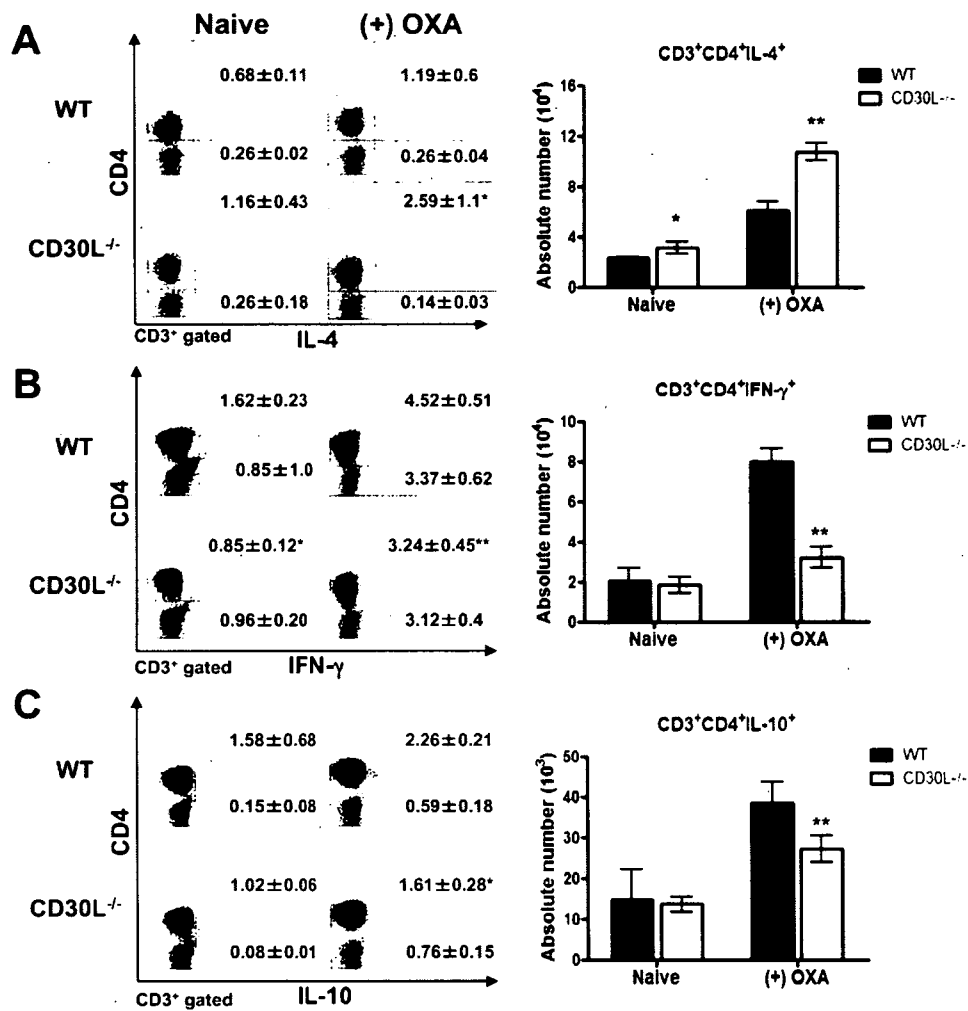 Naive (+) OXA
A
WT
0.68±0.11 1.19±0.6
0.26±0.02 0.26±0.04
CD4
1.16±0.43 2.59±1.1*
CD30L-/-
0.26±0.18 0.14±0.03
CD3+ gated IL-4
CD3+CD4+IL-4+
WT
CD30L-/-
Absolute number (10^4)
16
12
8
4
0
*
**
Naive (+) OXA
B
WT
1.62±0.23 4.52±0.51
0.85±1.0 3.37±0.62
CD4
0.85±0.12* 3.24±0.45**
CD30L-/-
0.96±0.20 3.12±0.4
CD3+ gated IFN-γ
CD3+CD4+IFN-γ+
WT
CD30L-/-
Absolute number (10^4)
10
8
6
4
2
0
**
Naive (+) OXA
C
WT
1.58±0.68 2.26±0.21
0.15±0.08 0.59±0.18
CD4
1.02±0.06 1.61±0.28*
CD30L-/-
0.08±0.01 0.76±0.15
CD3+ gated IL-10
CD3+CD4+IL-10+
WT
CD30L-/-
Absolute number (10^3)
50
40
30
20
10
0
**
Naive (+) OXA